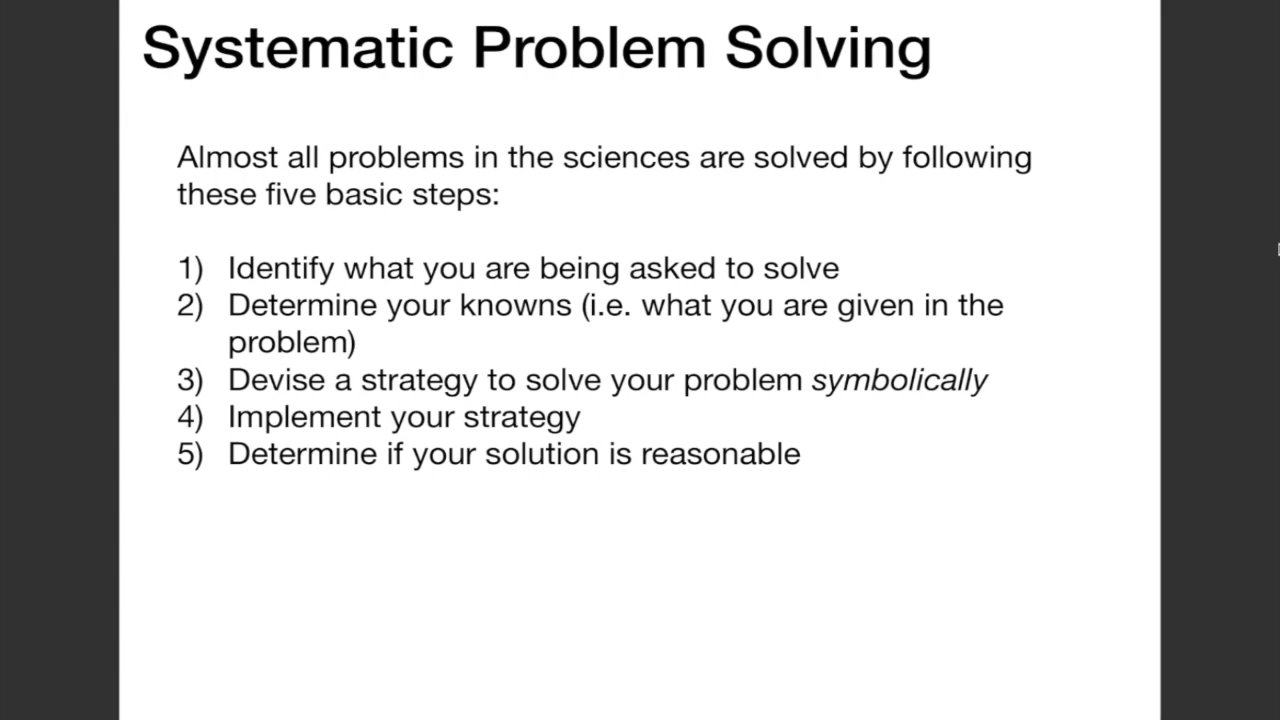 Systematic Problem Solving
Almost all problems in the sciences are solved by following
these five basic steps:
1) Identify what you are being asked to solve
2) Determine your knowns (i.e. what you are given in the
problem)
3) Devise a strategy to solve your problem symbolically
4) Implement your strategy
5) Determine if your solution is reasonable